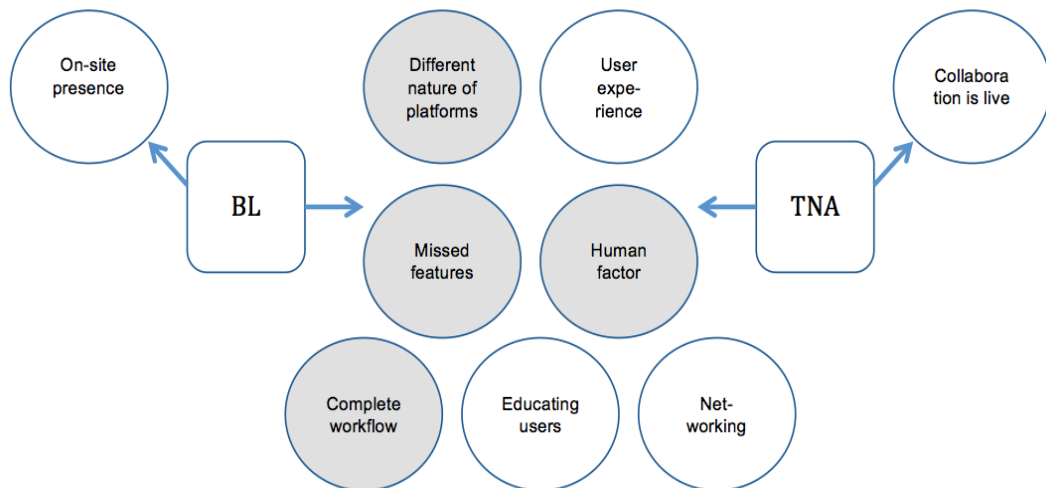 On-site
presence
Different
nature of
platforms
User
expe-
rience
Collabora
tion is live
BL
TNA
Missed
features
Human
factor
Complete
workflow
Educating
users
Net-
working